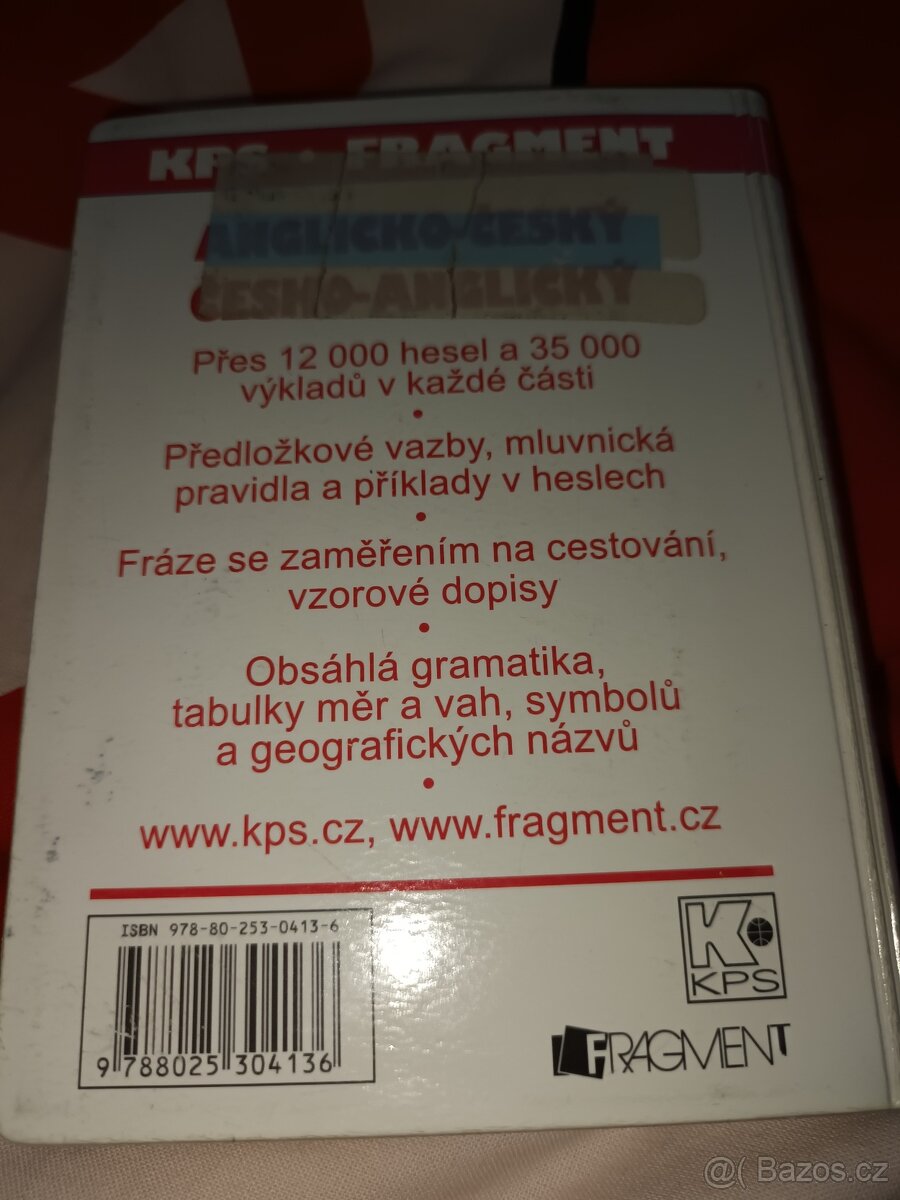 KPS · FRAGMENT
ANGLICKO-ČESKÝ
ČESKO-ANGLICKÝ
Přes 12 000 hesel a 35 000
výkladů v každé části
•
Předložkové vazby, mluvnická
pravidla a příklady v heslech
•
Fráze se zaměřením na cestování,
vzorové dopisy
•
Obsáhlá gramatika,
tabulky měr a vah, symbolů
a geografických názvů
•
www.kps.cz, www.fragment.cz
ISBN 978-80-253-0413-6
9 788025 304136
K
KPS
FRAGMENT
@( Bazos.cz